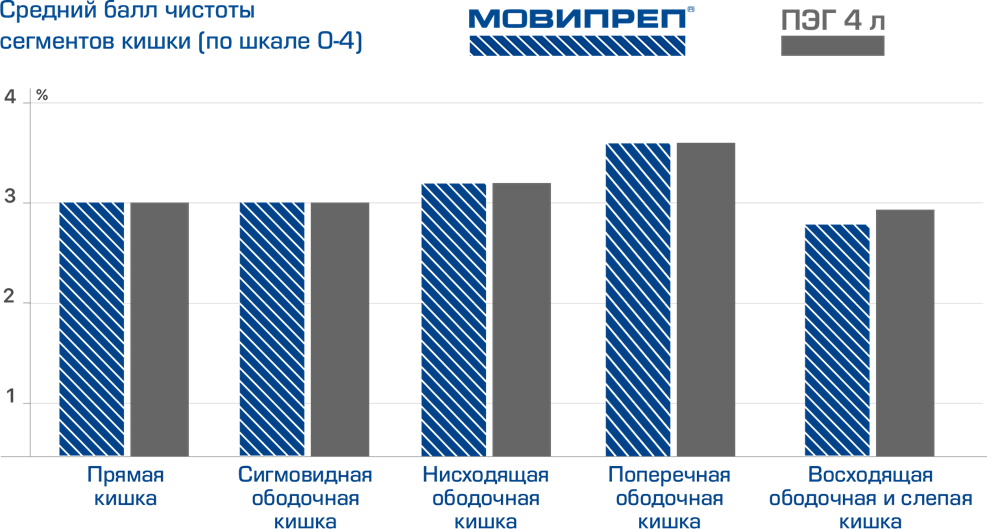 Средний балл чистоты
сегментов кишки (по шкале 0-4)
МОВИПРЕП®
ПЭГ 4 л
4
%
3
2
1
Прямая
кишка
Сигмовидная
ободочная
кишка
Нисходящая
ободочная
кишка
Поперечная
ободочная
кишка
Восходящая
ободочная и слепая
кишка